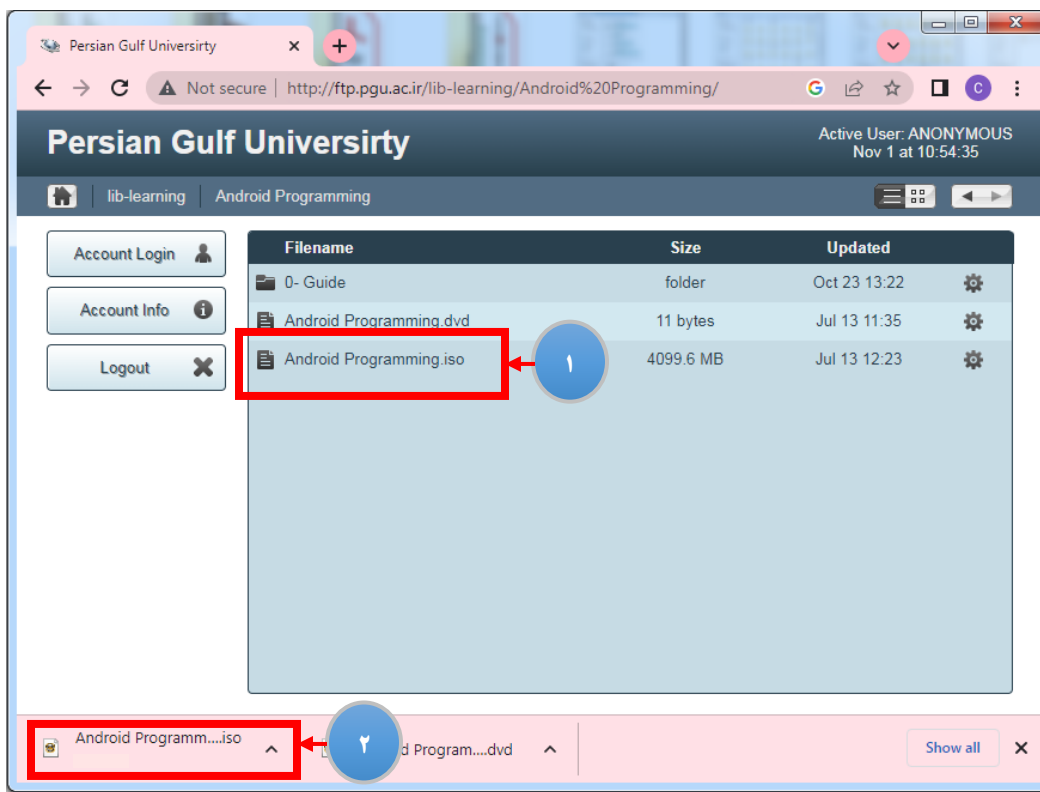 Persian Gulf Universirty
Not secure http://ftp.pgu.ac.ir/lib-learning/Android%20Programming/
G C
Persian Gulf Universirty
Active User: ANONYMOUS
Nov 1 at 10:54:35
lib-learning Android Programming
Account Login
Account Info
Logout
Filename Size Updated
0- Guide folder Oct 23 13:22
Android Programming.dvd 11 bytes Jul 13 11:35
Android Programming.iso ۱ 4099.6 MB Jul 13 12:23
Android Programm....iso ۲ d Program....dvd Show all